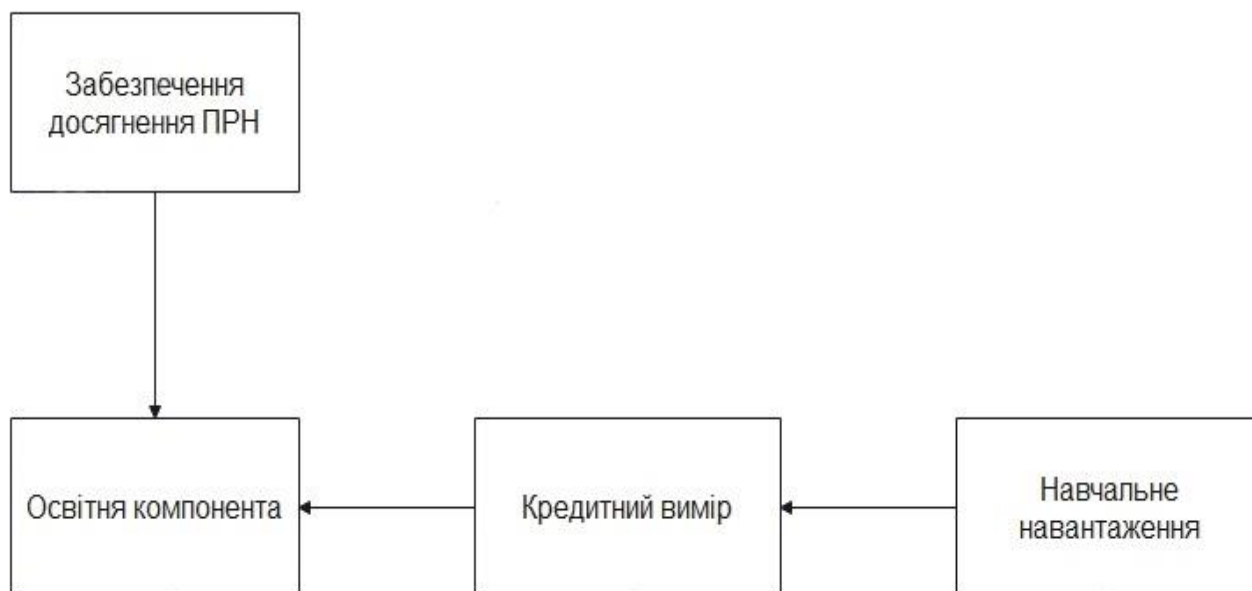 Забезпечення
досягнення ПРН
Освітня компонента
Кредитний вимір
Навчальне
навантаження